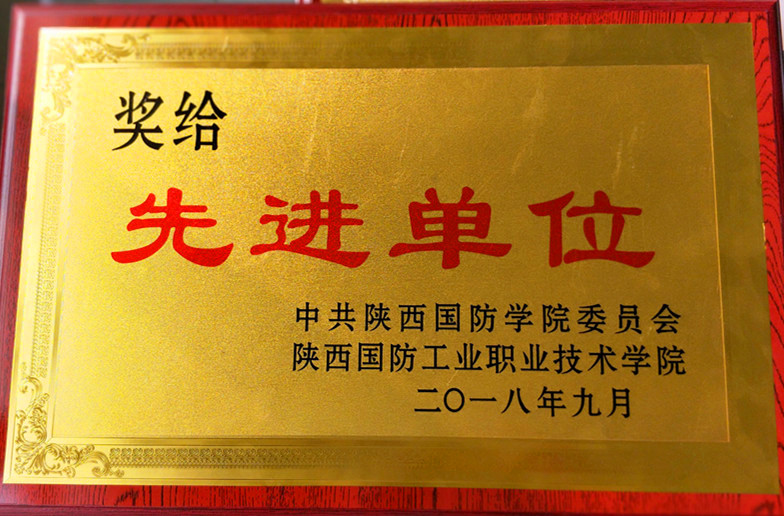 奖给
先进单位
中共陕西国防学院委员会
陕西国防工业职业技术学院
二〇一八年九月